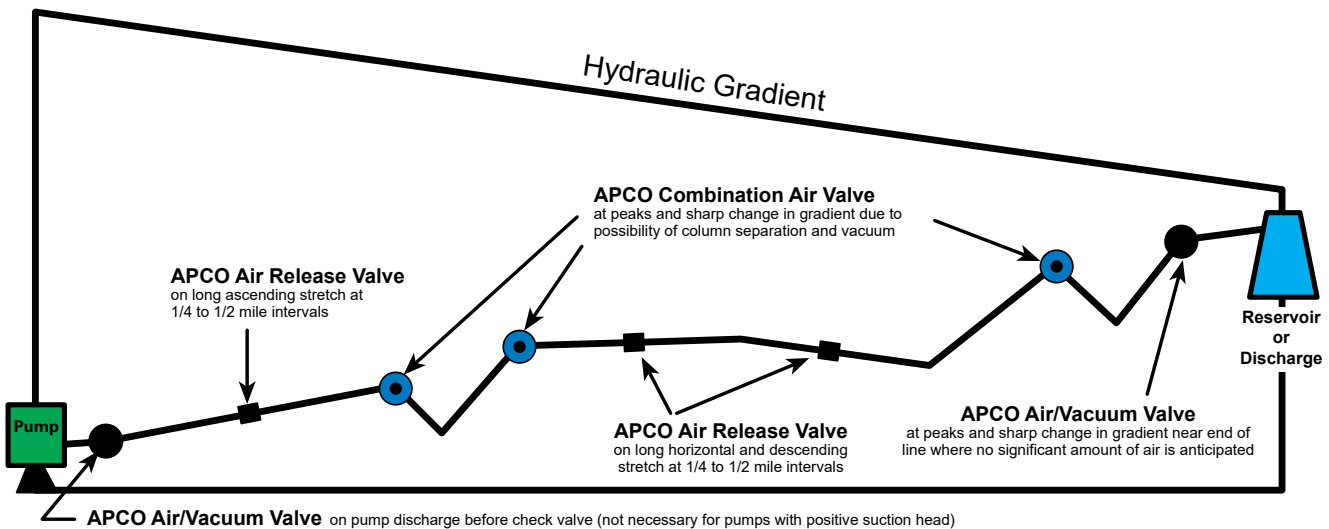 Hydraulic Gradient
APCO Combination Air Valve
at peaks and sharp change in gradient due to
possibility of column separation and vacuum
APCO Air Release Valve
on long ascending stretch at
1/4 to 1/2 mile intervals
Reservoir
or
Discharge
Pump
APCO Air Release Valve
on long horizontal and descending
stretch at 1/4 to 1/2 mile intervals
APCO Air/Vacuum Valve
at peaks and sharp change in gradient near end of
line where no significant amount of air is anticipated
APCO Air/Vacuum Valve on pump discharge before check valve (not necessary for pumps with positive suction head)